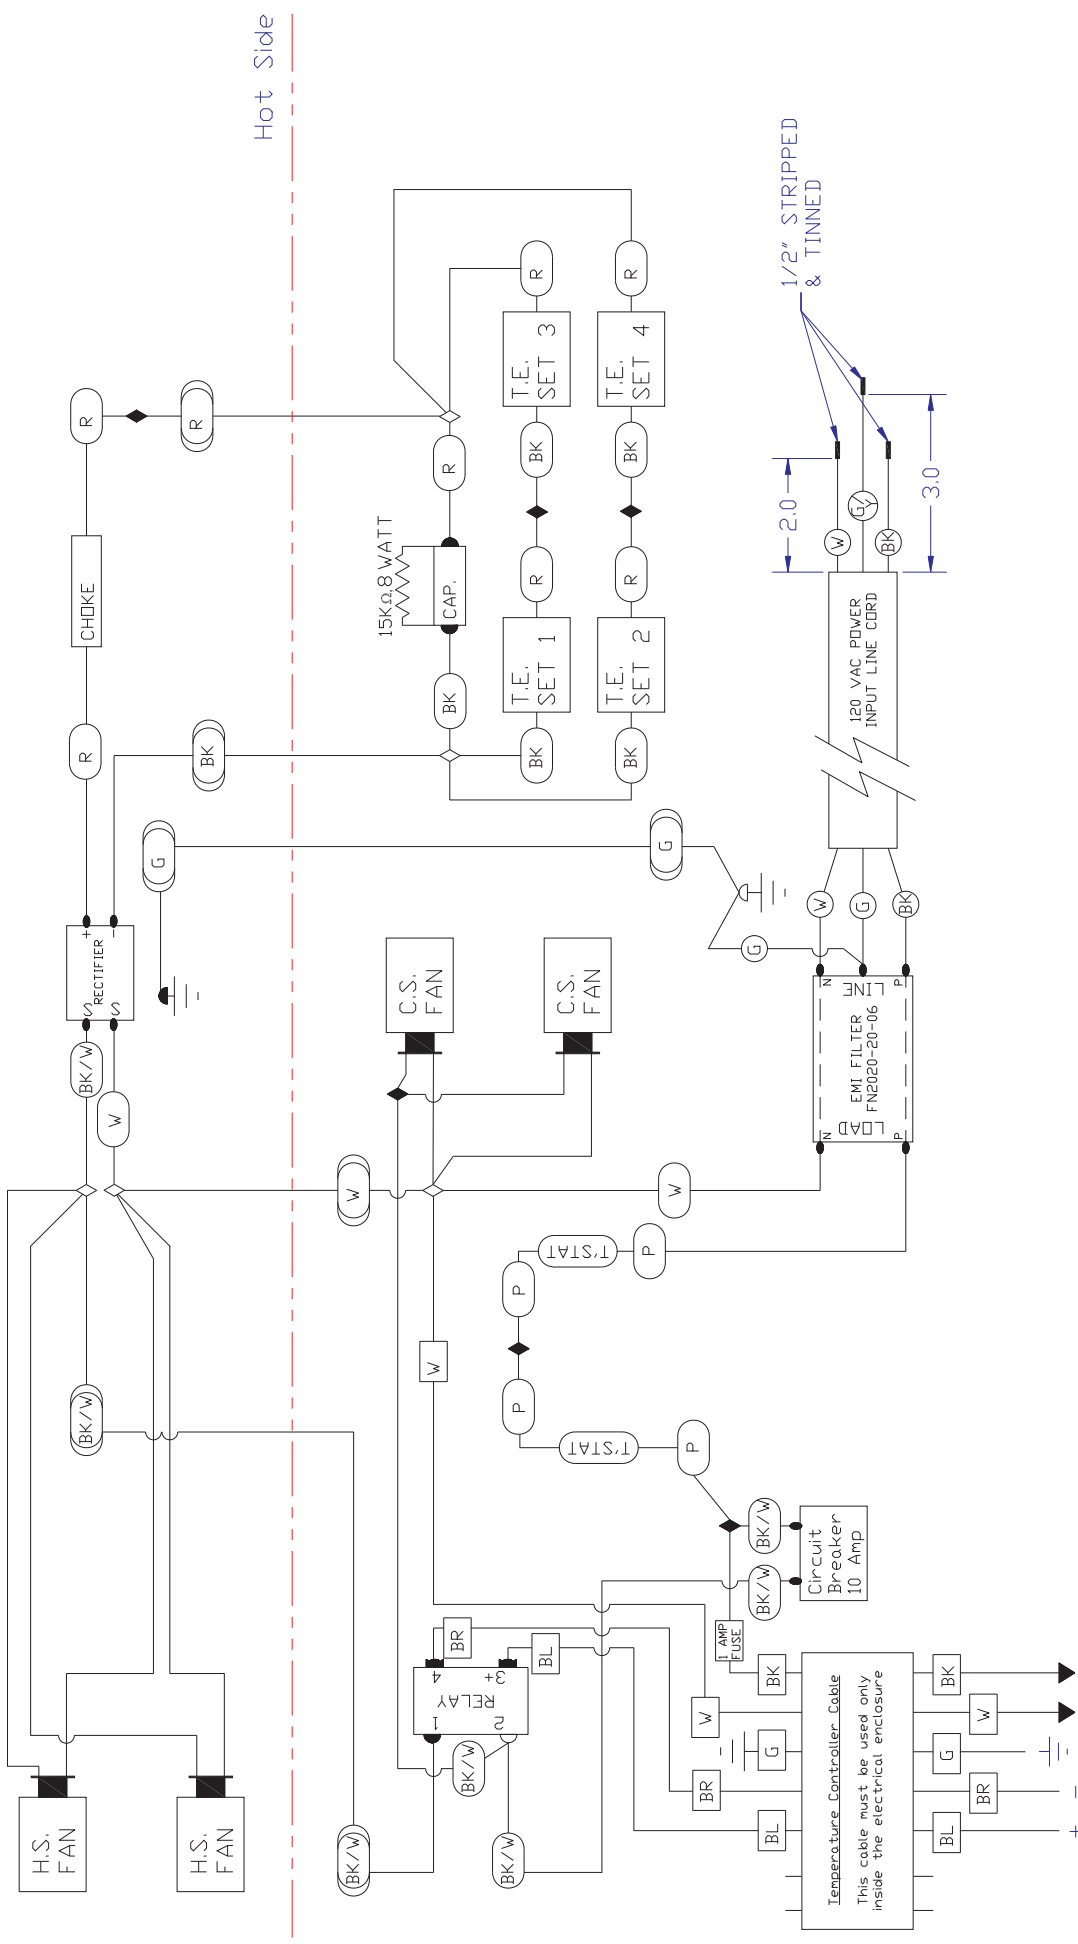 Hot Side
R
CHOKE
R
R
BK
G
+
-
RECTIFIER
S
S
BK/W
W
BK/W
H.S.
FAN
H.S.
FAN
15KΩ,8 WATT
R
CAP.
BK
R
T.E.
SET 3
BK
R
T.E.
SET 1
BK
R
T.E.
SET 4
BK
R
T.E.
SET 2
BK
C.S.
FAN
C.S.
FAN
G
G
W
W
W
P
T'STAT
P
P
T'STAT
P
BK/W
BK/W
Circuit
Breaker
10 Amp
1 AMP
FUSE
4
3+
RELAY
1
2
BR
BL
BK/W
BK/W
BK/W
1/2" STRIPPED
& TINNED
2.0
3.0
W
G/Y
BK
120 VAC POWER
INPUT LINE CORD
W
G
BK
N
P
LINE
EMI FILTER
FN2020-20-06
LOAD
N
P
BK
W
G
BR
BL
Temperature Controller Cable
This cable must be used only
inside the electrical enclosure
BK
W
G
BR
BL
-
+